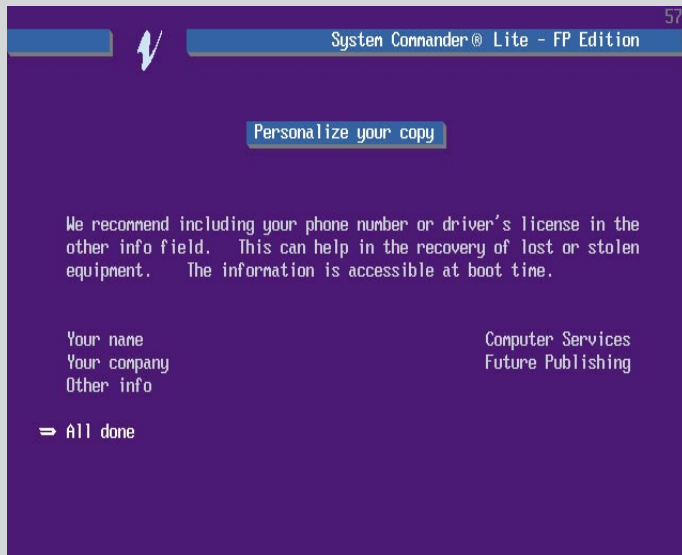 57
System Commander® Lite - FP Edition
Personalize your copy
We recommend including your phone number or driver's license in the
other info field. This can help in the recovery of lost or stolen
equipment. The information is accessible at boot time.
Your name Computer Services
Your company Future Publishing
Other info
All done